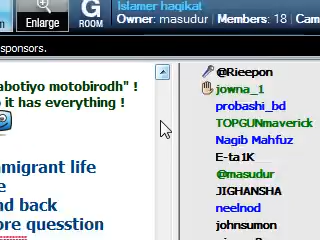 Islamer haqikat
G
Enlarge
ROOM
Owner: masudur | Members: 18 | Cam
sponsors.
abotiyo motobirodh" !
it has everything !
migrant life
nd back
ore quesstion
@Rieepon
jowna_1
probashi_bd
TOPGUNmaverick
Nagib Mahfuz
E-ta1K
@masudur
JIGHANSHA
neelnod
johnsumon